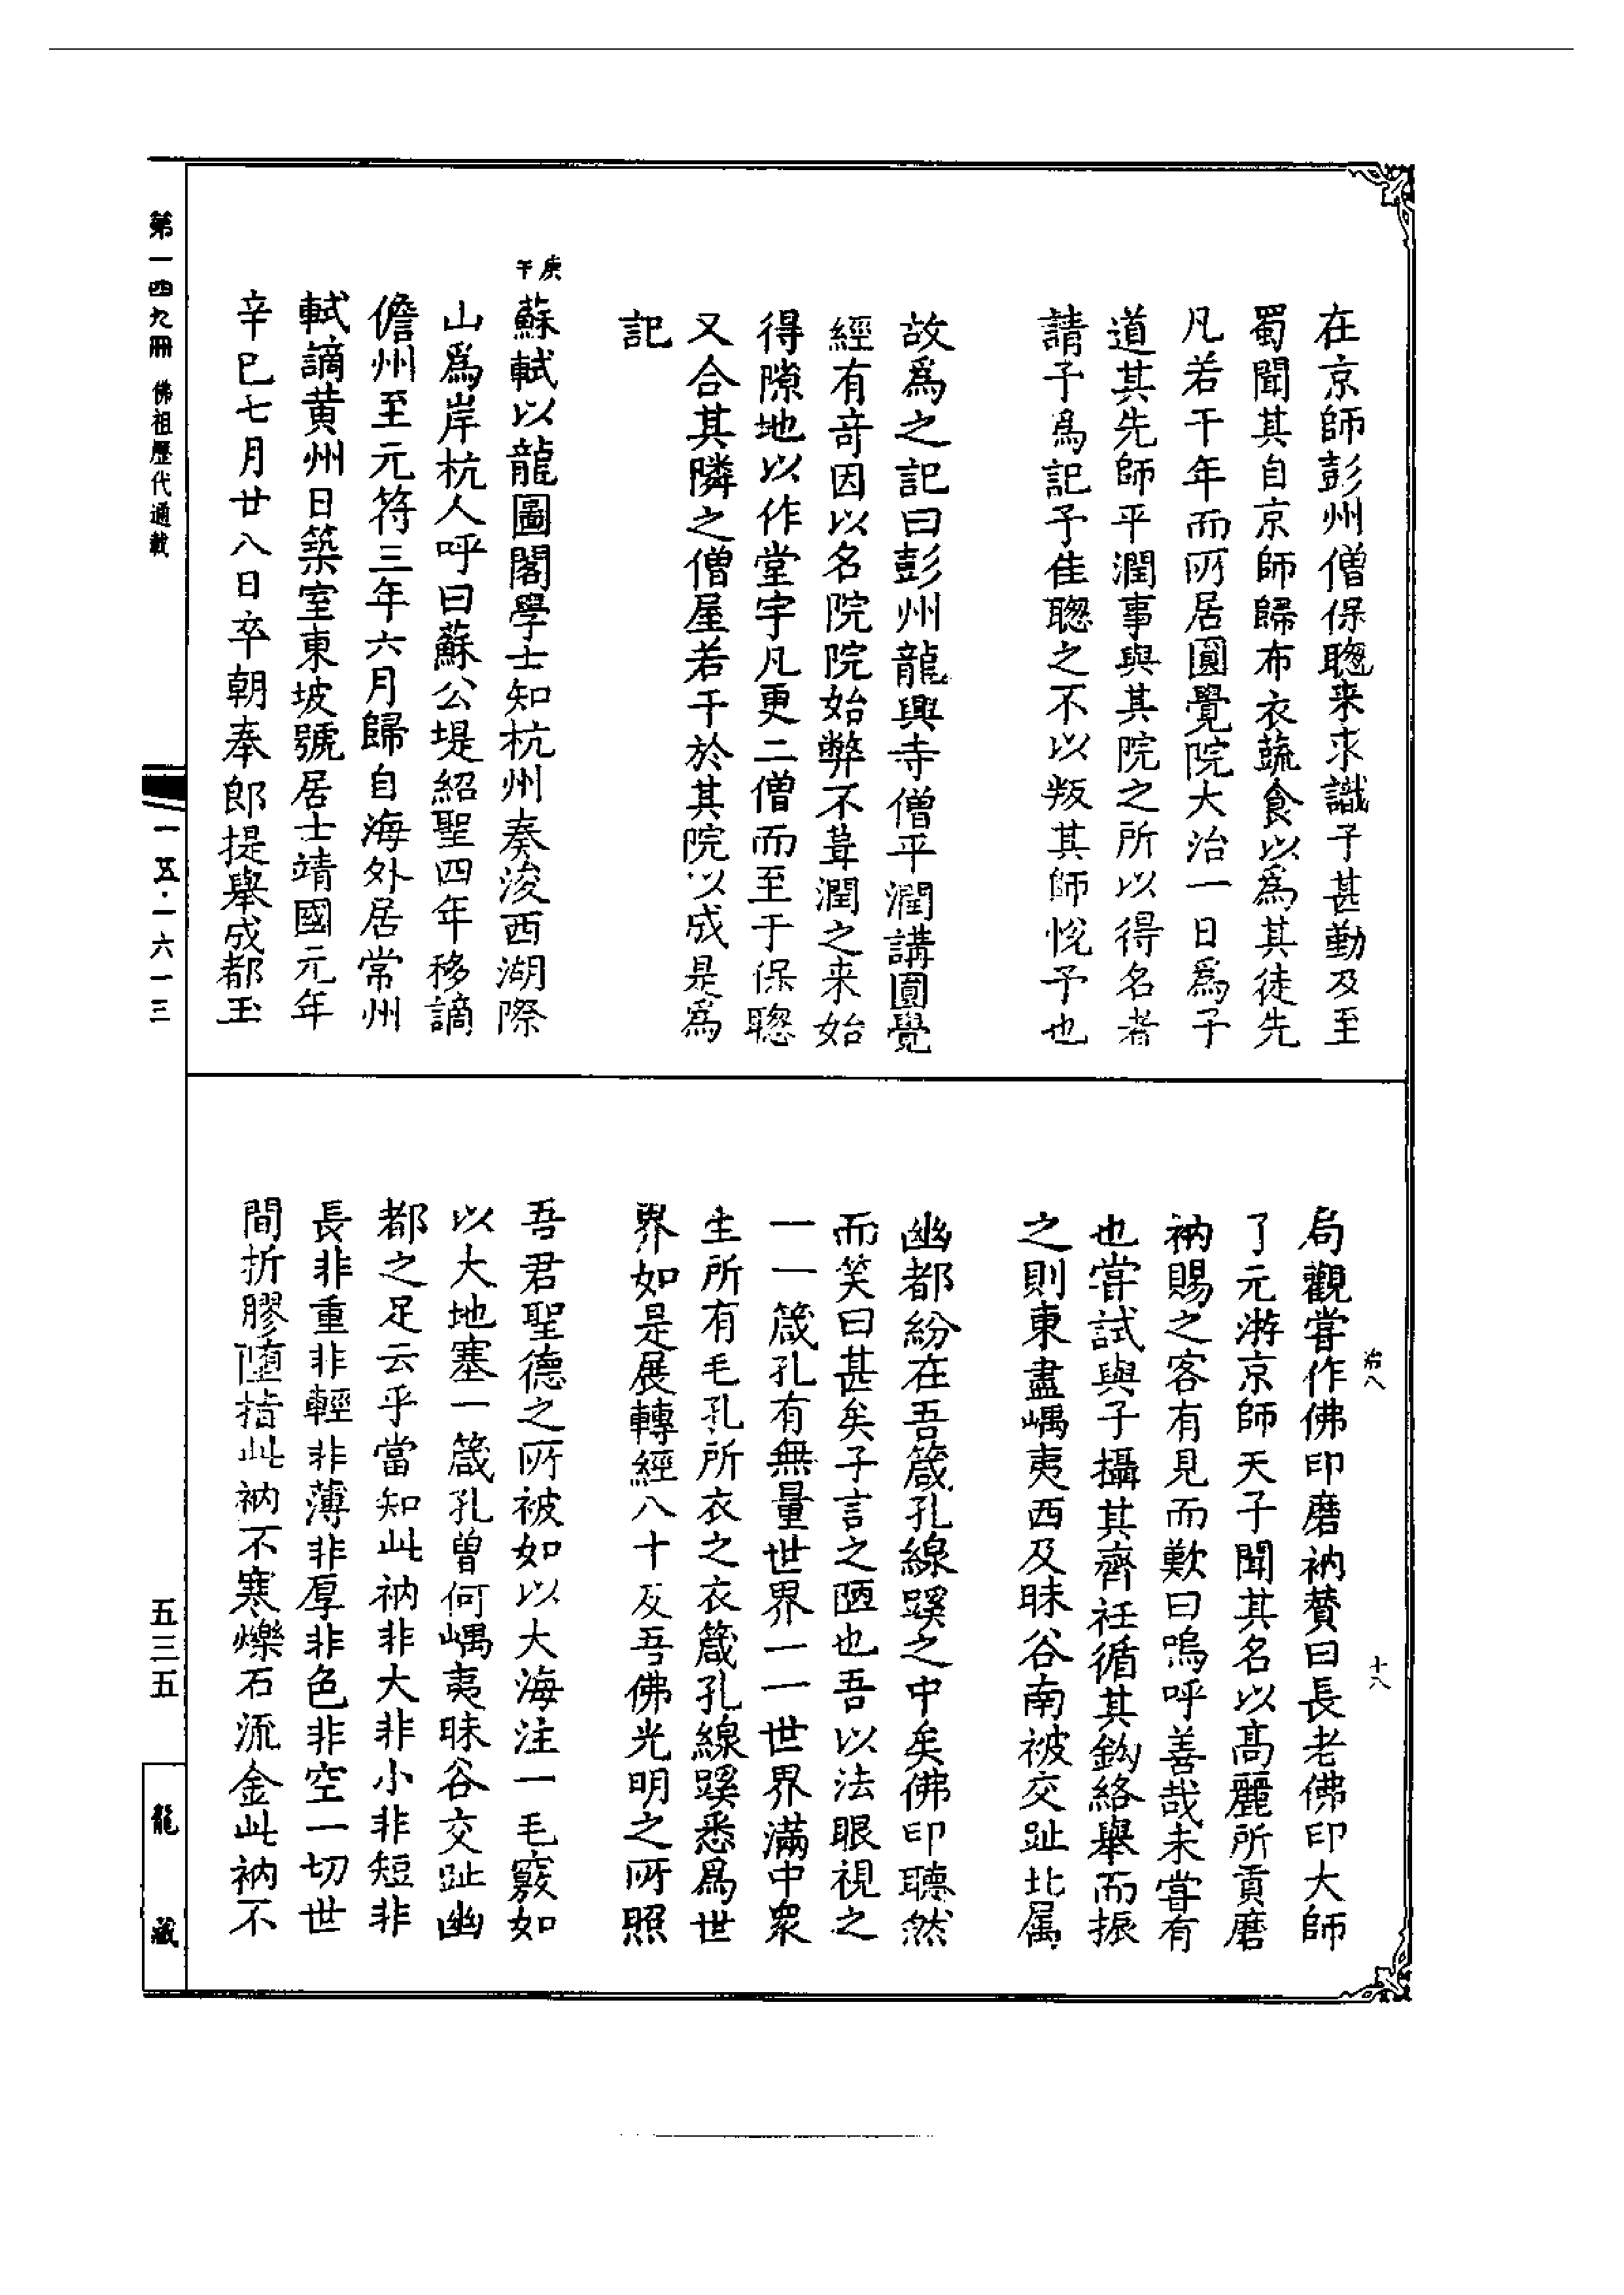 在京師彭州僧保聰来求識予甚勤及至
蜀聞其自京師歸布衣蔬食以為其徒先
凡若干年而所居圓覺院大治一日為予
道其先師平潤事與其院之所以得名者
請予為記予佳聰之不以叛其師悅予也
故為之記曰彭州龍興寺僧平潤講圓覺
經有竒因以名院院始弊不葺潤之来始
得隙地以作堂宇凡更二僧而至于保聰
又合其隣之僧屋若干於其院以成是為
記
庚午
蘇軾以龍圖閣學士知杭州奏浚西湖際
山為岸杭人呼曰蘇公堤紹聖四年移謫
儋州至元符三年六月歸自海外居常州
軾謫黄州日築室東坡號居士靖國元年
辛巳七月廿八日卒朝奉郎提舉成都玉
第一四九冊 佛祖歷代通載
一五·一六一三
治八
十八
局觀甞作佛印磨衲賛曰長老佛印大師
了元游京師天子聞其名以髙麗所貢磨
衲賜之客有見而歎曰嗚呼善哉未甞有
也甞試與子攝其齊衽循其鈎絡舉而振
之則東盡嵎夷西及昧谷南被交趾北属
幽都紛在吾箴孔線蹊之中矣佛印聽然
而笑曰甚矣子言之陋也吾以法眼視之
一一箴孔有無量世界一一世界滿中衆
生所有毛孔所衣之衣箴孔線蹊悉為世
界如是展轉經八十反吾佛光明之所照
吾君聖德之所被如以大海注一毛竅如
以大地塞一箴孔曽何嵎夷昧谷交趾幽
都之足云乎當知此衲非大非小非短非
長非重非輕非薄非厚非色非空一切世
間折膠墮指此衲不寒爍石流金此衲不
五三五
龍藏